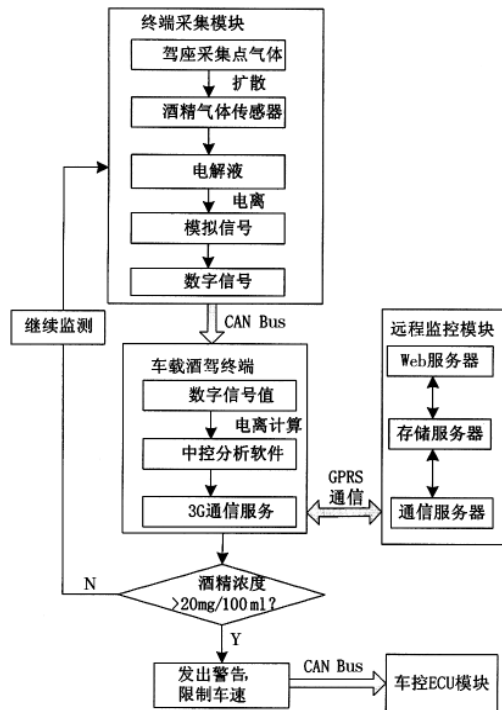 终端采集模块
驾座采集点气体
扩散
酒精气体传感器
电解液
电离
模拟信号
数字信号
继续监测
CAN Bus
车载酒驾终端
数字信号值
电离计算
中控分析软件
3G通信服务
GPRS
通信
远程监控模块
Web服务器
存储服务器
通信服务器
N
酒精浓度
>20mg/100ml?
Y
发出警告,
限制车速
CAN Bus
车控ECU模块